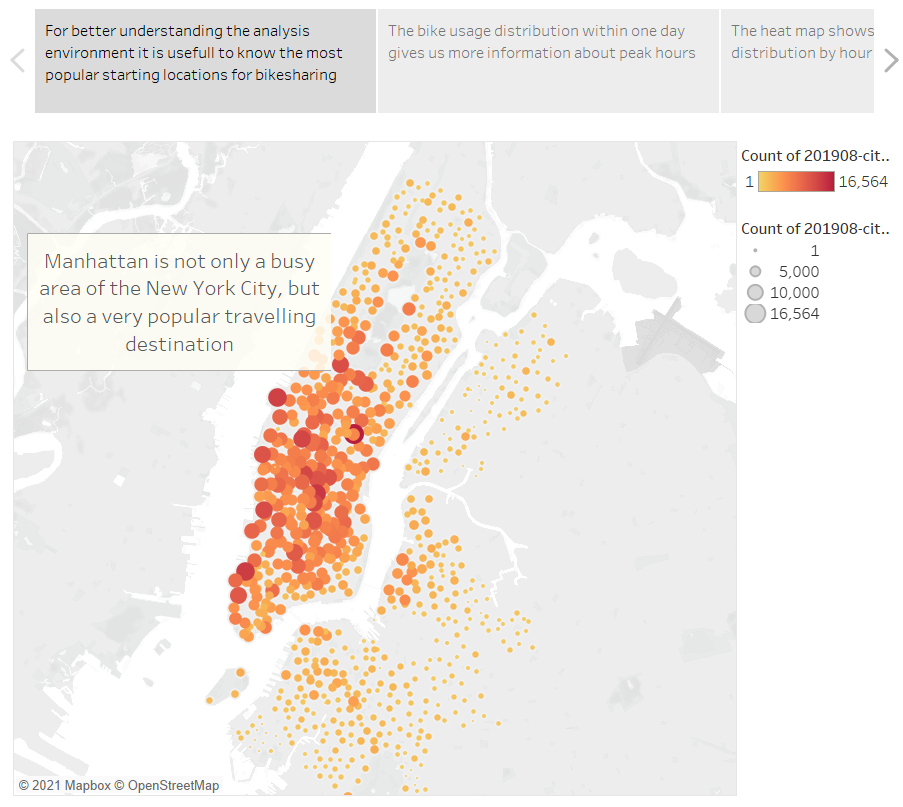 For better understanding the analysis
environment it is usefull to know the most
popular starting locations for bikesharing
The bike usage distribution within one day
gives us more information about peak hours
The heat map shows
distribution by hour
Manhattan is not only a busy
area of the New York City, but
also a very popular travelling
destination
Count of 201908-cit..
1
16,564
Count of 201908-cit..
1
5,000
10,000
16,564
© 2021 Mapbox © OpenStreetMap